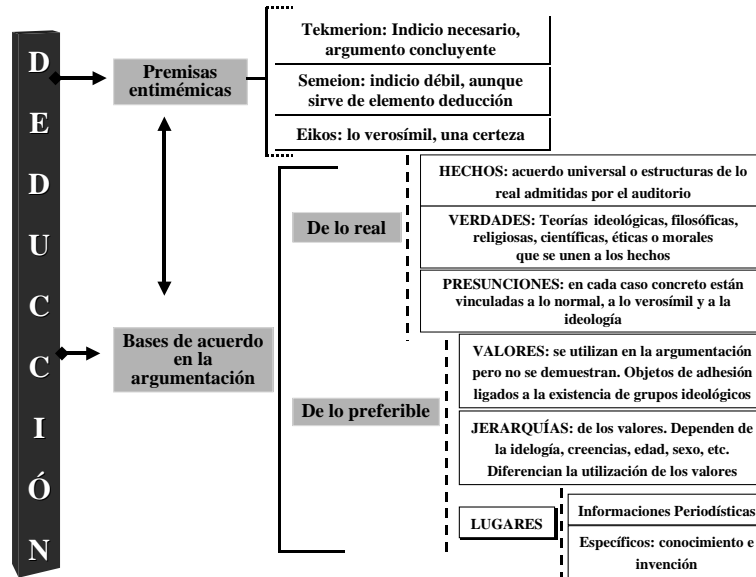 DEDUCCIÓN
Premisas
entimémicas
Tekmerion: Indicio necesario,
argumento concluyente
Semeion: indicio débil, aunque
sirve de elemento deducción
Eikos: lo verosímil, una certeza
Bases de acuerdo
en la
argumentación
De lo real
HECHOS: acuerdo universal o estructuras de lo
real admitidas por el auditorio
VERDADES: Teorías ideológicas, filosóficas,
religiosas, científicas, éticas o morales
que se unen a los hechos
PRESUNCIONES: en cada caso concreto están
vinculadas a lo normal, a lo verosímil y a la
ideología
De lo preferible
VALORES: se utilizan en la argumentación
pero no se demuestran. Objetos de adhesión
ligados a la existencia de grupos ideológicos
JERARQUÍAS: de los valores. Dependen de
la idelogía, creencias, edad, sexo, etc.
Diferencian la utilización de los valores
LUGARES
Informaciones Periodísticas
Específicos: conocimiento e
invención